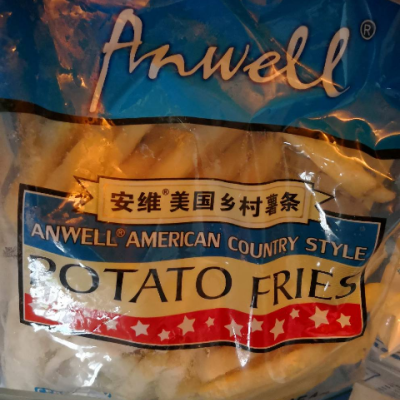 Anwell®
安维®美国乡村薯条
ANWELL® AMERICAN COUNTRY STYLE
POTATO FRIES